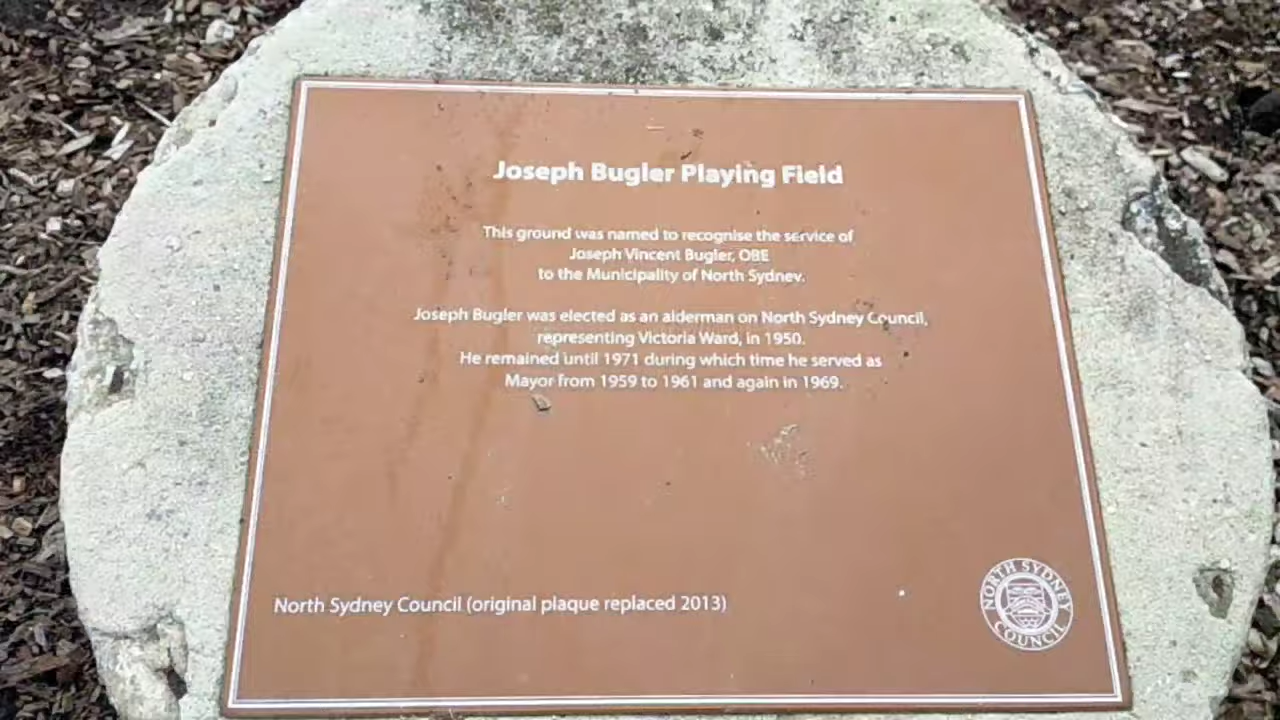 Joseph Bugler Playing Field
This ground was named to recognise the service of
Joseph Vincent Bugler, OBE
to the Municipality of North Sydney.
Joseph Bugler was elected as an alderman on North Sydney Council,
representing Victoria Ward, in 1950.
He remained until 1971 during which time he served as
Mayor from 1959 to 1961 and again in 1969.
North Sydney Council (original plaque replaced 2013)
NORTH SYDNEY
COUNCIL